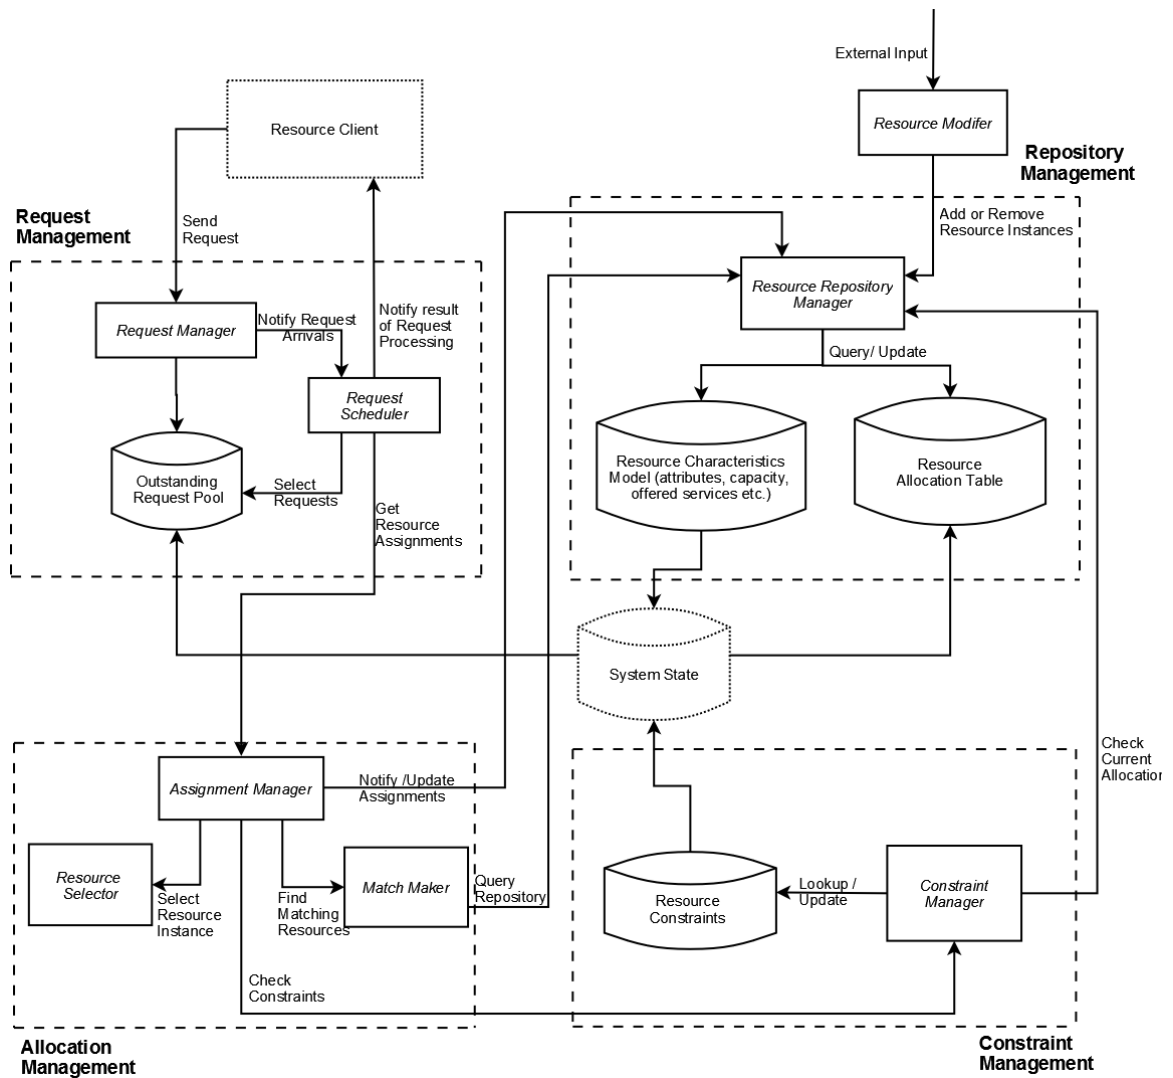 External Input
Resource Modifer
Repository
Management
Resource Client
Request
Management
Send
Request
Add or Remove
Resource Instances
Resource Repository
Manager
Request Manager
Notify Request
Arrivals
Notify result
of Request
Processing
Query/ Update
Request
Scheduler
Outstanding
Request Pool
Select
Requests
Resource Characteristics
Model (attributes, capacity,
offered services etc.)
Resource
Allocation Table
Get
Resource
Assignments
System State
Check
Current
Allocation
Assignment Manager
Notify /Update
Assignments
Resource
Selector
Select
Resource
Instance
Find
Matching
Resources
Match Maker
Query
Repository
Resource
Constraints
Lookup /
Update
Constraint
Manager
Check
Constraints
Allocation
Management
Constraint
Management